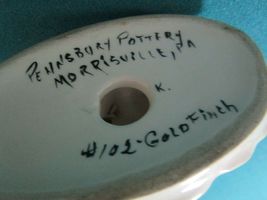 PENNSBURY POTTERY
MORRISVILLE, PA
K.
#102-GOLDFinch